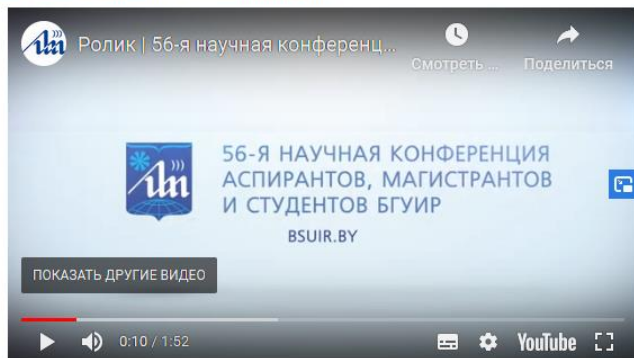 Ролик | 56-я научная конференц...
Смотреть ...
Поделиться
56-Я НАУЧНАЯ КОНФЕРЕНЦИЯ
АСПИРАНТОВ, МАГИСТРАНТОВ
И СТУДЕНТОВ БГУИР
BSUIR.BY
ПОКАЗАТЬ ДРУГИЕ ВИДЕО
0:10 / 1:52
YouTube